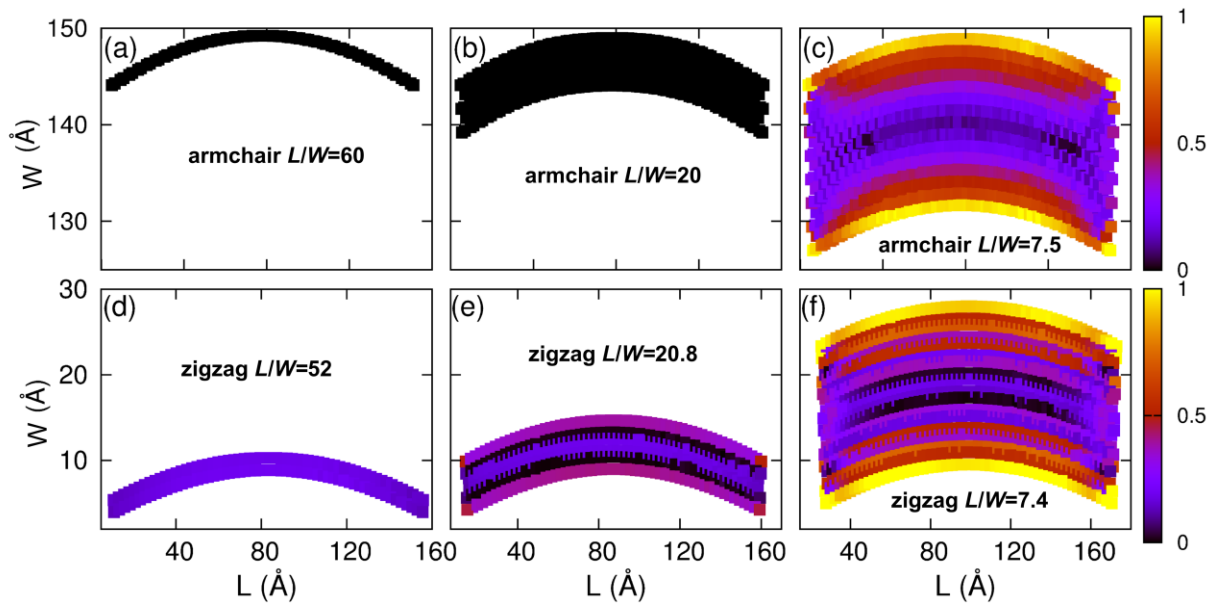 150
140
130
W (Å)
(a)
armchair L/W=60
(b)
armchair L/W=20
(c)
armchair L/W=7.5
1
0.5
0
30
20
10
W (Å)
(d)
zigzag L/W=52
(e)
zigzag L/W=20.8
(f)
zigzag L/W=7.4
1
0.5
0
40 80 120 160
40 80 120 160
40 80 120 160
L (Å)
L (Å)
L (Å)